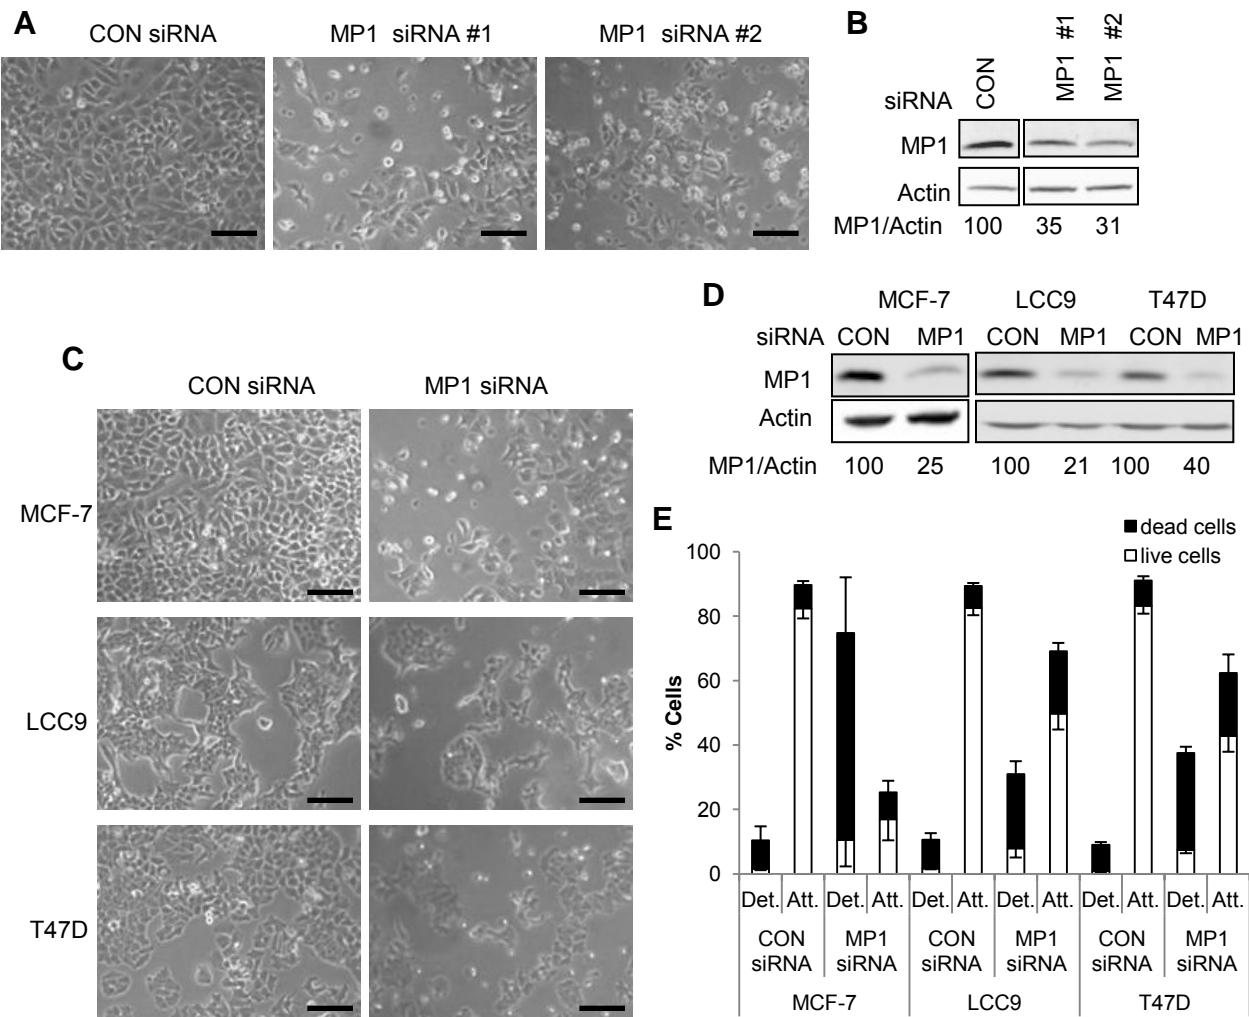 A
CON siRNA
MP1 siRNA #1
MP1 siRNA #2
B
siRNA
CON
MP1 #1
MP1 #2
MP1
Actin
MP1/Actin 100 35 31
C
CON siRNA
MP1 siRNA
MCF-7
LCC9
T47D
D
MCF-7 LCC9 T47D
siRNA CON MP1 CON MP1 CON MP1
MP1
Actin
MP1/Actin 100 25 100 21 100 40
E
dead cells
live cells
% Cells
100
80
60
40
20
0
Det. Att. Det. Att. Det. Att. Det. Att. Det. Att. Det. Att.
CON MP1 CON MP1 CON MP1
siRNA siRNA siRNA siRNA siRNA siRNA
MCF-7 LCC9 T47D